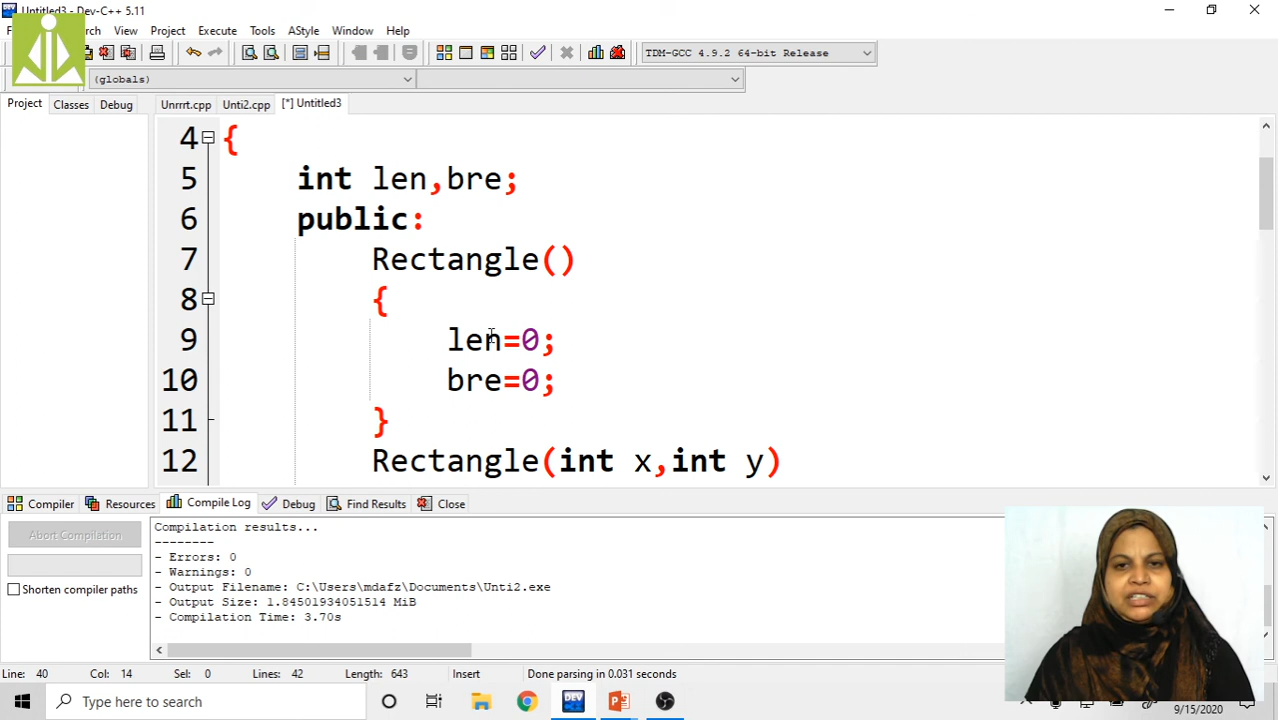 Untitled3 - Dev-C++ 5.11
View Project Execute Tools AStyle Window Help
TDM-GCC 4.9.2 64-bit Release
(globals)
Project Classes Debug Unrrrt.cpp Unti2.cpp [*] Untitled3
4 {
5 int len,bre;
6 public:
7 Rectangle()
8 {
9 len=0;
10 bre=0;
11 }
12 Rectangle(int x,int y)
Compiler Resources Compile Log Debug Find Results Close
Abort Compilation
Shorten compiler paths
Compilation results...
--------
- Errors: 0
- Warnings: 0
- Output Filename: C:\Users\mdafz\Documents\Unti2.exe
- Output Size: 1.84501934051514 MiB
- Compilation Time: 3.70s
Line: 40 Col: 14 Sel: 0 Lines: 42 Length: 643 Insert Done parsing in 0.031 seconds
Type here to search
DEV
9/15/2020